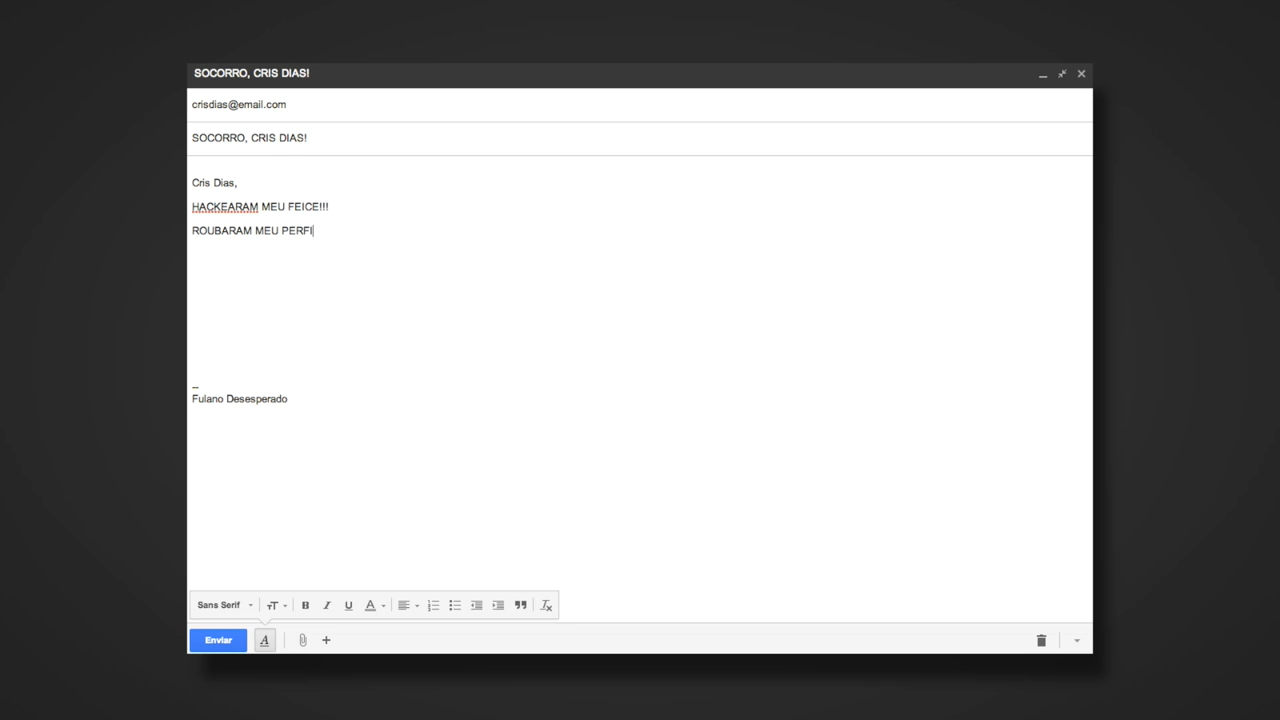 SOCORRO, CRIS DIAS!
crisdias@email.com
SOCORRO, CRIS DIAS!
Cris Dias,
HACKEARAM MEU FEICE!!!
ROUBARAM MEU PERFI
--
Fulano Desesperado
Sans Serif
Enviar